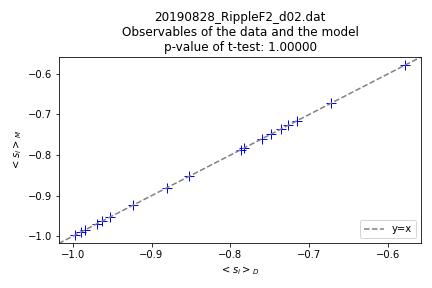 20190828_RippleF2_d02.dat
Observables of the data and the model
p-value of t-test: 1.00000
−0.6
−0.7
−0.8
−0.9
−1.0
< s_i >_M
y=x
−1.0 −0.9 −0.8 −0.7 −0.6
< s_i >_D